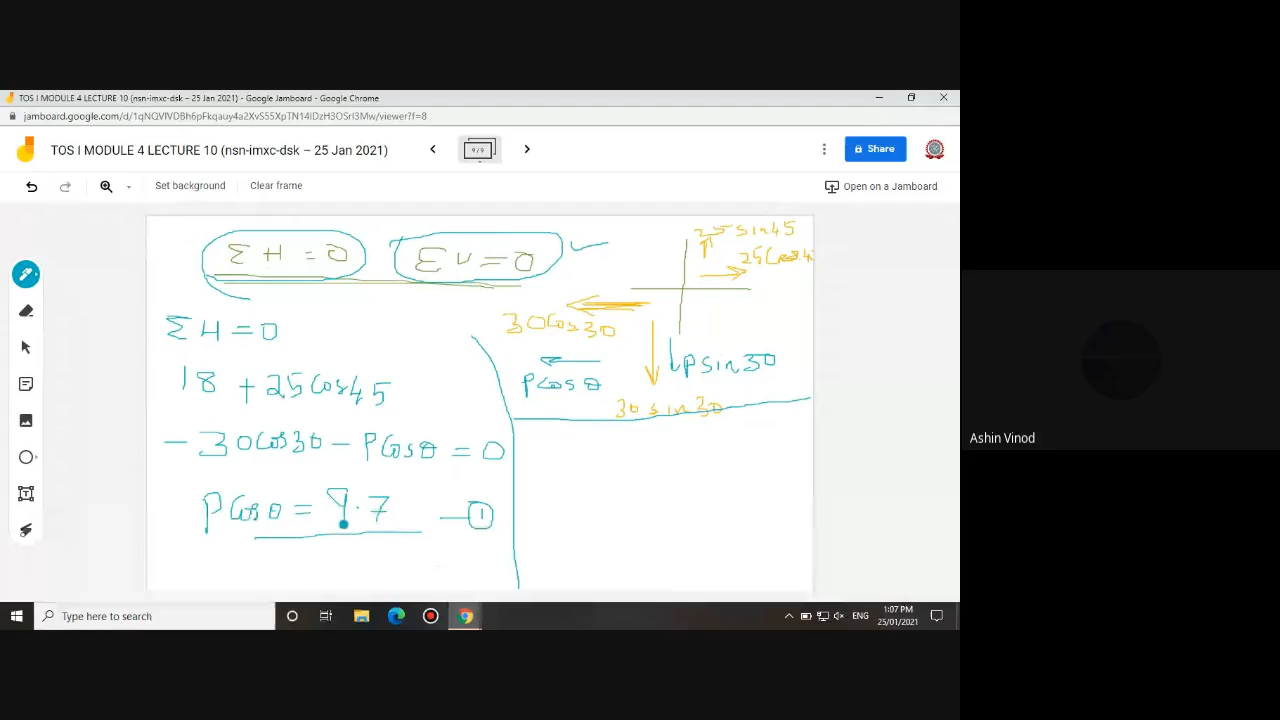 TOS I MODULE 4 LECTURE 10 (nsn-imxc-dsk – 25 Jan 2021) - Google Jamboard - Google Chrome
jamboard.google.com/d/1qNQVIVDBh6pFkqauy4a2XvS55XpTN14IDzH3OSrI3Mw/viewer?f=8
TOS I MODULE 4 LECTURE 10 (nsn-imxc-dsk – 25 Jan 2021)
9/9
Share
Set background
Clear frame
Open on a Jamboard
Σ H = 0
Σ V = 0
25 sin 45
25 Cos 45
30 Cos 30
P Cos θ
P sin 30
30 sin 30
Σ H = 0
18 + 25 Cos 45
- 30 Cos 30 - P Cos θ = 0
P Cos θ = 9.7 — 1
Ashin Vinod
Type here to search
ENG
1:07 PM
25/01/2021